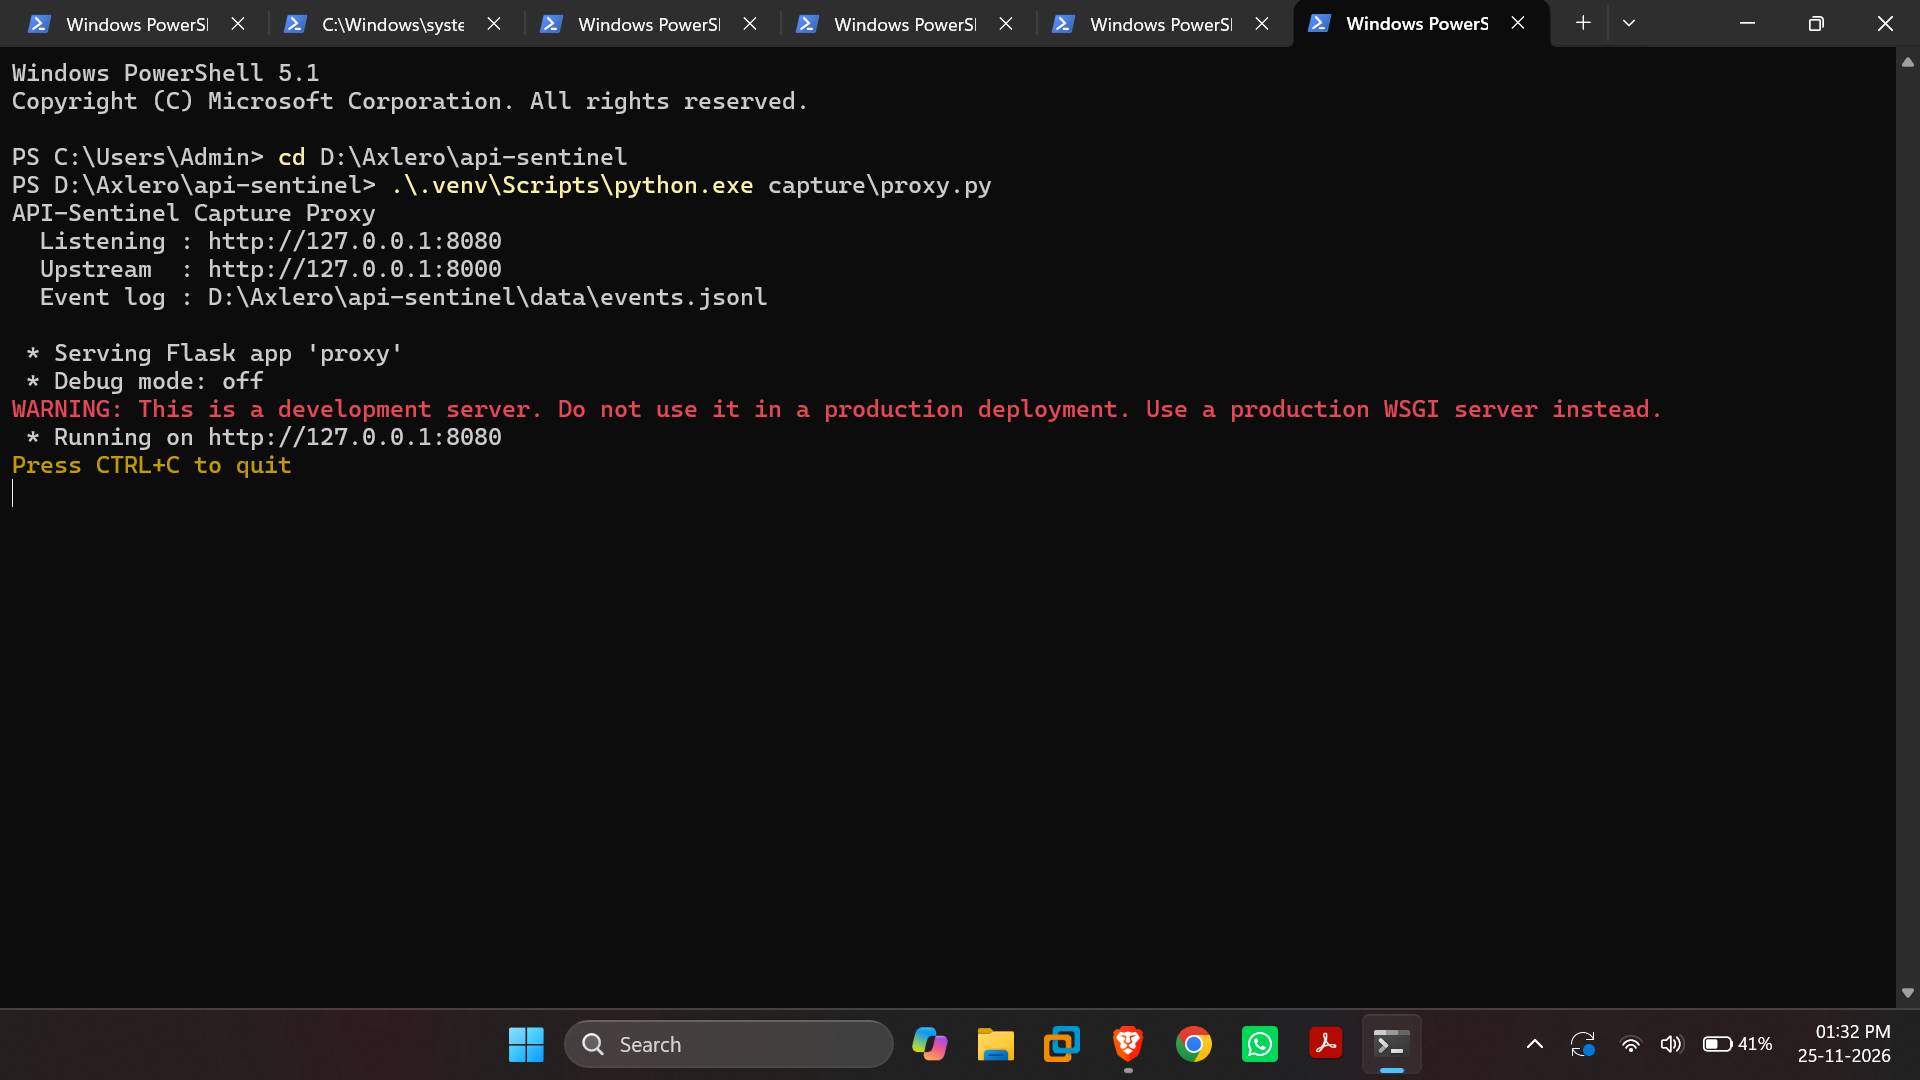 Windows PowerSl
C:\Windows\syste
Windows PowerSl
Windows PowerSl
Windows PowerSl
Windows PowerS
Windows PowerShell 5.1
Copyright (C) Microsoft Corporation. All rights reserved.
PS C:\Users\Admin> cd D:\Axlero\api-sentinel
PS D:\Axlero\api-sentinel> .\.venv\Scripts\python.exe capture\proxy.py
API-Sentinel Capture Proxy
Listening : http://127.0.0.1:8080
Upstream  : http://127.0.0.1:8000
Event log : D:\Axlero\api-sentinel\data\events.jsonl
* Serving Flask app 'proxy'
* Debug mode: off
WARNING: This is a development server. Do not use it in a production deployment. Use a production WSGI server instead.
* Running on http://127.0.0.1:8080
Press CTRL+C to quit
Search
41%
01:32 PM
25-11-2026